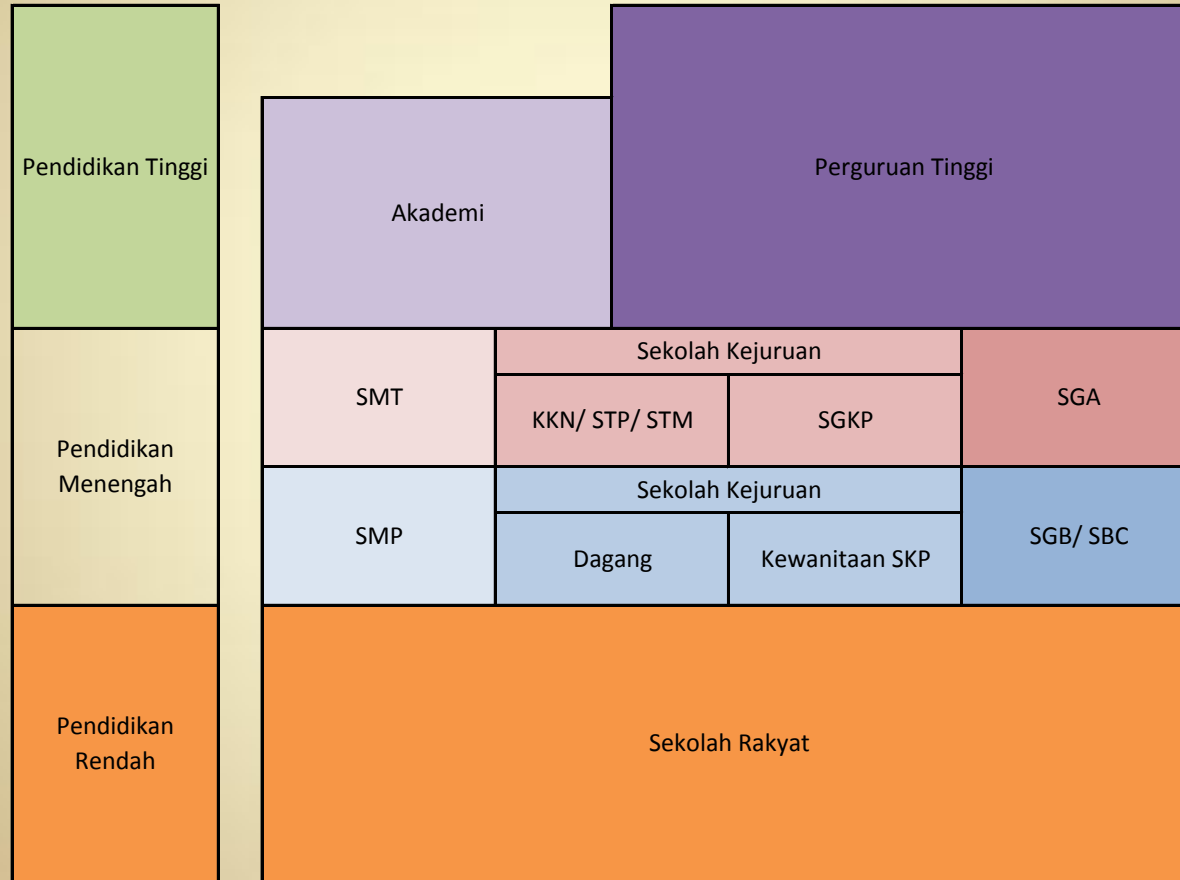 Pendidikan Tinggi
Akademi
Perguruan Tinggi
Pendidikan
Menengah
SMT
Sekolah Kejuruan
KKN/ STP/ STM
SGKP
SGA
SMP
Sekolah Kejuruan
Dagang
Kewanitaan SKP
SGB/ SBC
Pendidikan
Rendah
Sekolah Rakyat